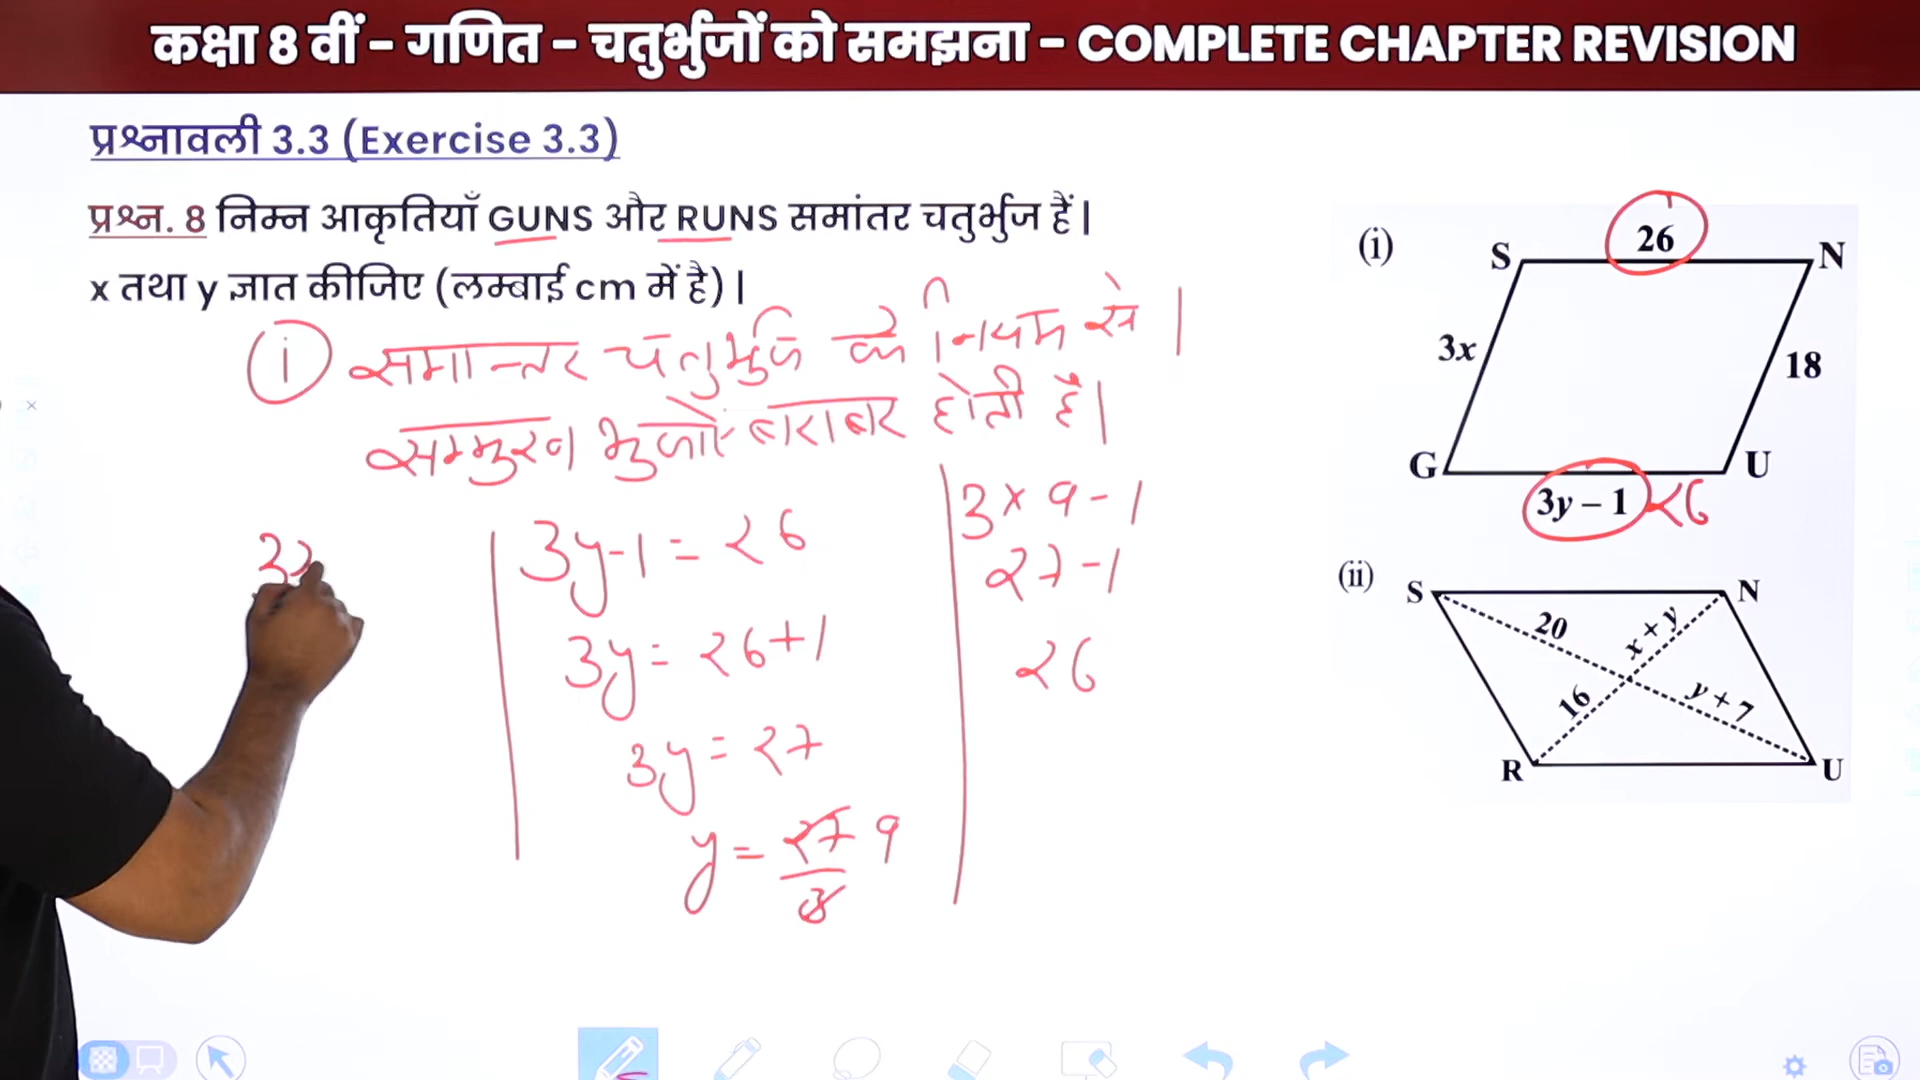 कक्षा 8 वीं - गणित - चतुर्भुजों को समझना - COMPLETE CHAPTER REVISION
प्रश्नावली 3.3 (Exercise 3.3)
प्रश्न. 8 निम्न आकृतियाँ GUNS और RUNS समांतर चतुर्भुज हैं |
x तथा y ज्ञात कीजिए (लम्बाई cm में है) |
i समान्तर चतुर्भुज के नियम से |
सम्मुख भुजाएं बाराबर होती है |
3x
3y-1 = 26
3y = 26+1
3y = 27
y = 27/3 9
3 x 9 - 1
27 - 1
26
(i)
S 26 N
3x 18
G U
3y – 1 26
(ii)
S N
20 x + y
16 y + 7
R U